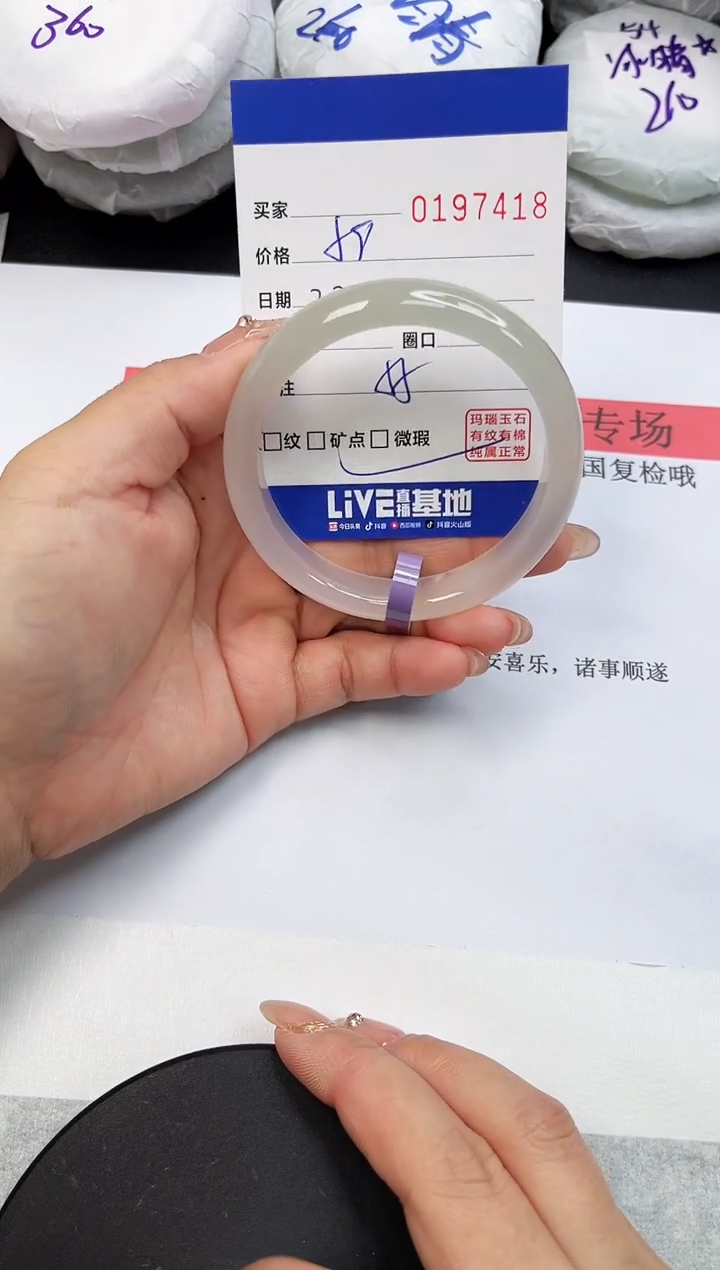 360
54
冰晴
260
买家
0197418
价格
日期
圈口
注
纹 矿点 微瑕
玛瑙玉石
有纹有棉
纯属正常
LiVE直播基地
今日头条 抖音 西瓜视频 抖音火山版
专场
国复检哦
安喜乐，诸事顺遂